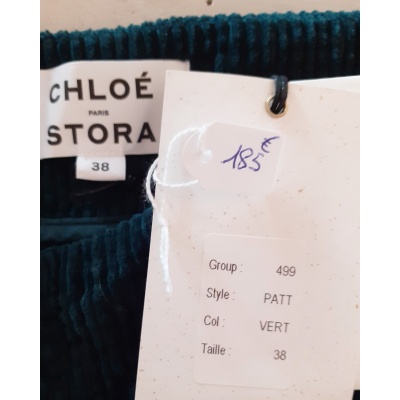 CHLOÉ
PARIS
STORA
38
185€
Group : 499
Style : PATT
Col : VERT
Taille : 38